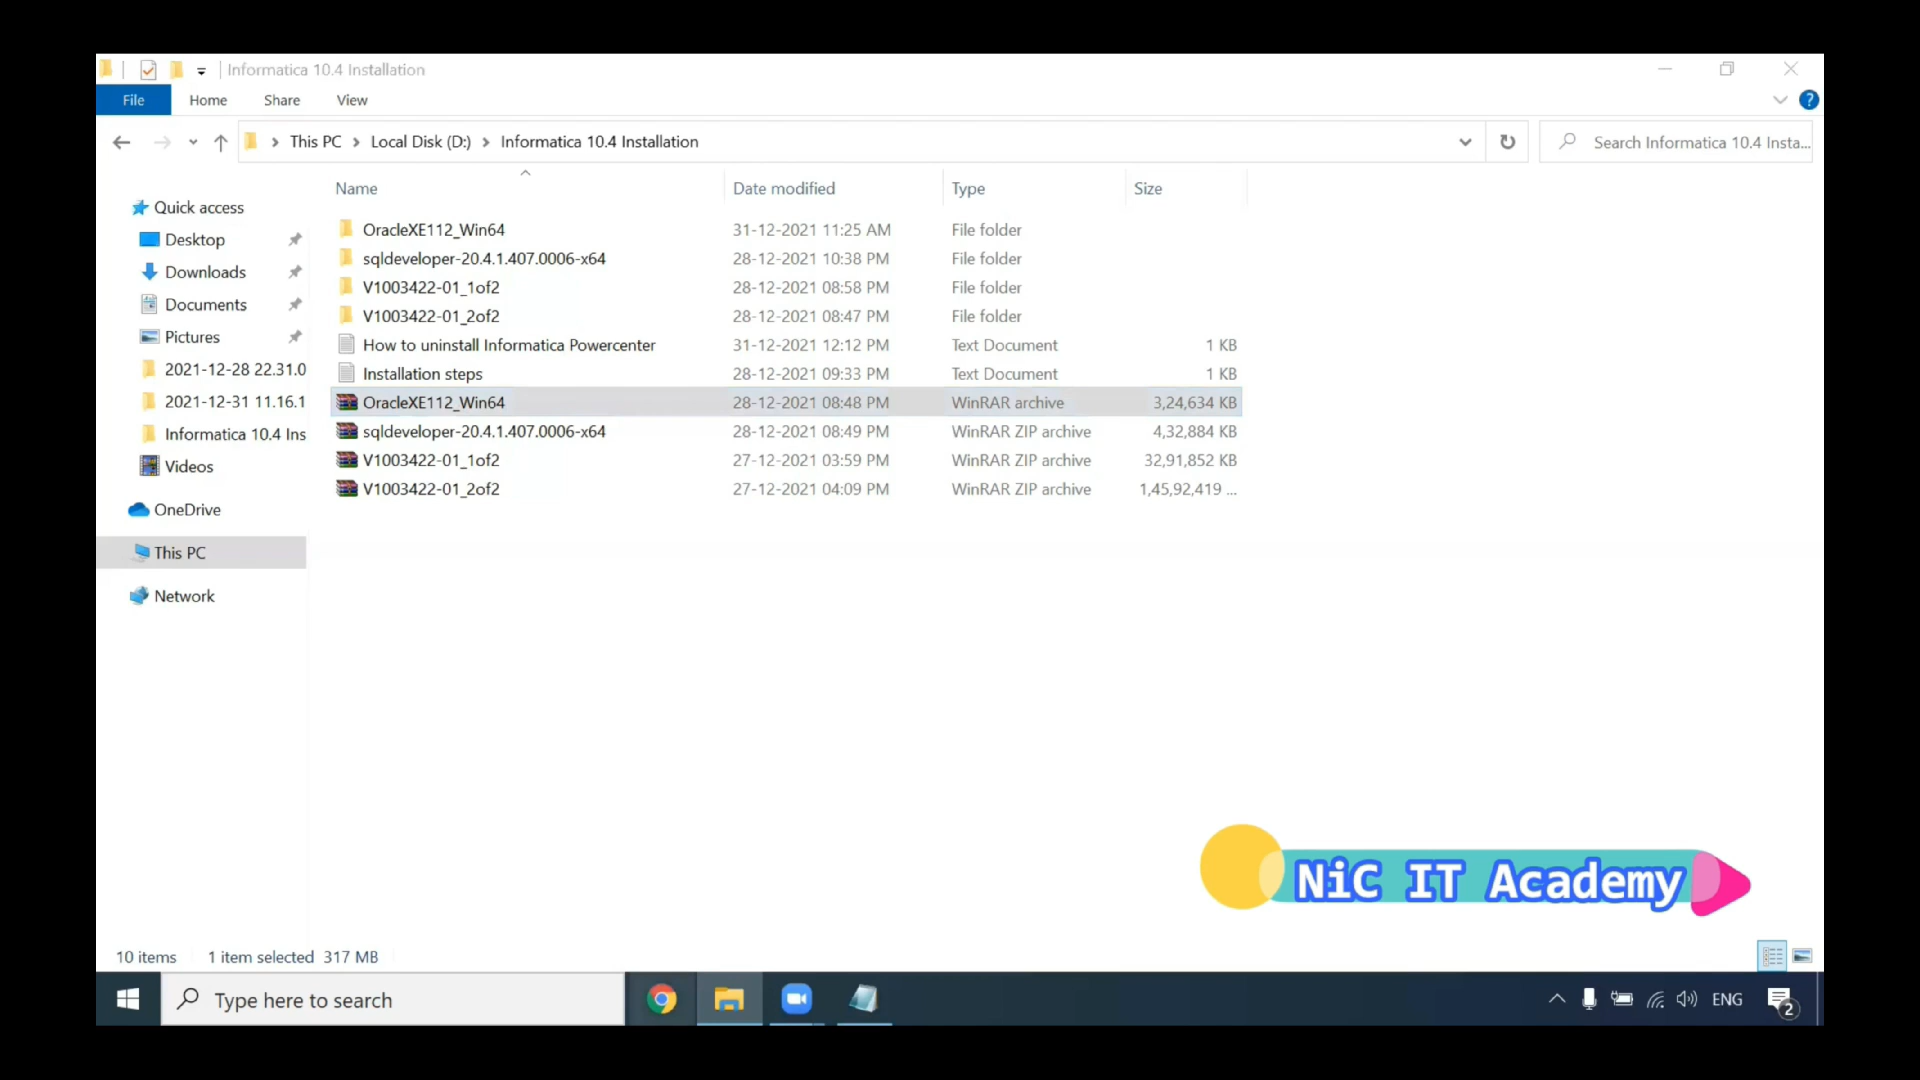 Informatica 10.4 Installation
File Home Share View
This PC Local Disk (D:) Informatica 10.4 Installation Search Informatica 10.4 Insta...
Name Date modified Type Size
Quick access
Desktop
Downloads
Documents
Pictures
2021-12-28 22.31.0
2021-12-31 11.16.1
Informatica 10.4 Ins
Videos
OneDrive
This PC
Network
OracleXE112_Win64 31-12-2021 11:25 AM File folder
sqldeveloper-20.4.1.407.0006-x64 28-12-2021 10:38 PM File folder
V1003422-01_1of2 28-12-2021 08:58 PM File folder
V1003422-01_2of2 28-12-2021 08:47 PM File folder
How to uninstall Informatica Powercenter 31-12-2021 12:12 PM Text Document 1 KB
Installation steps 28-12-2021 09:33 PM Text Document 1 KB
OracleXE112_Win64 28-12-2021 08:48 PM WinRAR archive 3,24,634 KB
sqldeveloper-20.4.1.407.0006-x64 28-12-2021 08:49 PM WinRAR ZIP archive 4,32,884 KB
V1003422-01_1of2 27-12-2021 03:59 PM WinRAR ZIP archive 32,91,852 KB
V1003422-01_2of2 27-12-2021 04:09 PM WinRAR ZIP archive 1,45,92,419 ...
NiC IT Academy
10 items 1 item selected 317 MB
Type here to search ENG 2